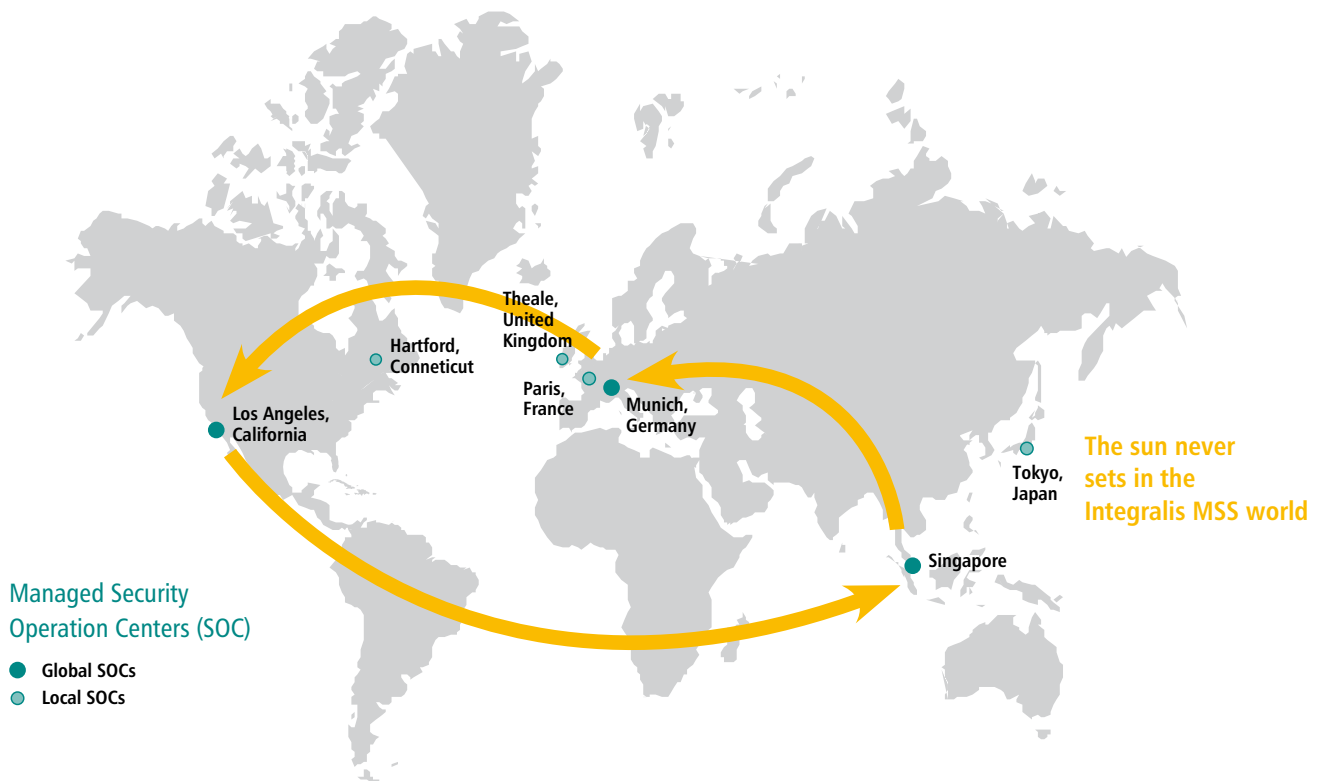 Theale,
United
Kingdom
Hartford,
Conneticut
Paris,
France
Munich,
Germany
Los Angeles,
California
The sun never
sets in the
Integralis MSS world
Tokyo,
Japan
Singapore
Managed Security
Operation Centers (SOC)
Global SOCs
Local SOCs